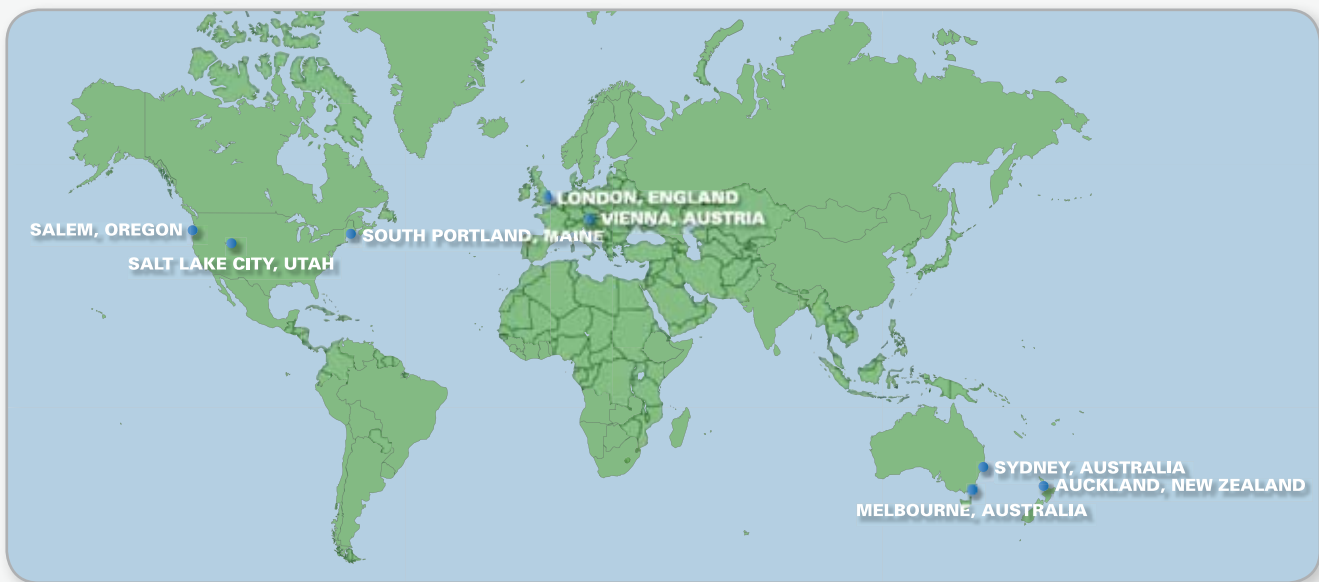 LONDON, ENGLAND
VIENNA, AUSTRIA
SALEM, OREGON
SOUTH PORTLAND, MAINE
SALT LAKE CITY, UTAH
SYDNEY, AUSTRALIA
AUCKLAND, NEW ZEALAND
MELBOURNE, AUSTRALIA